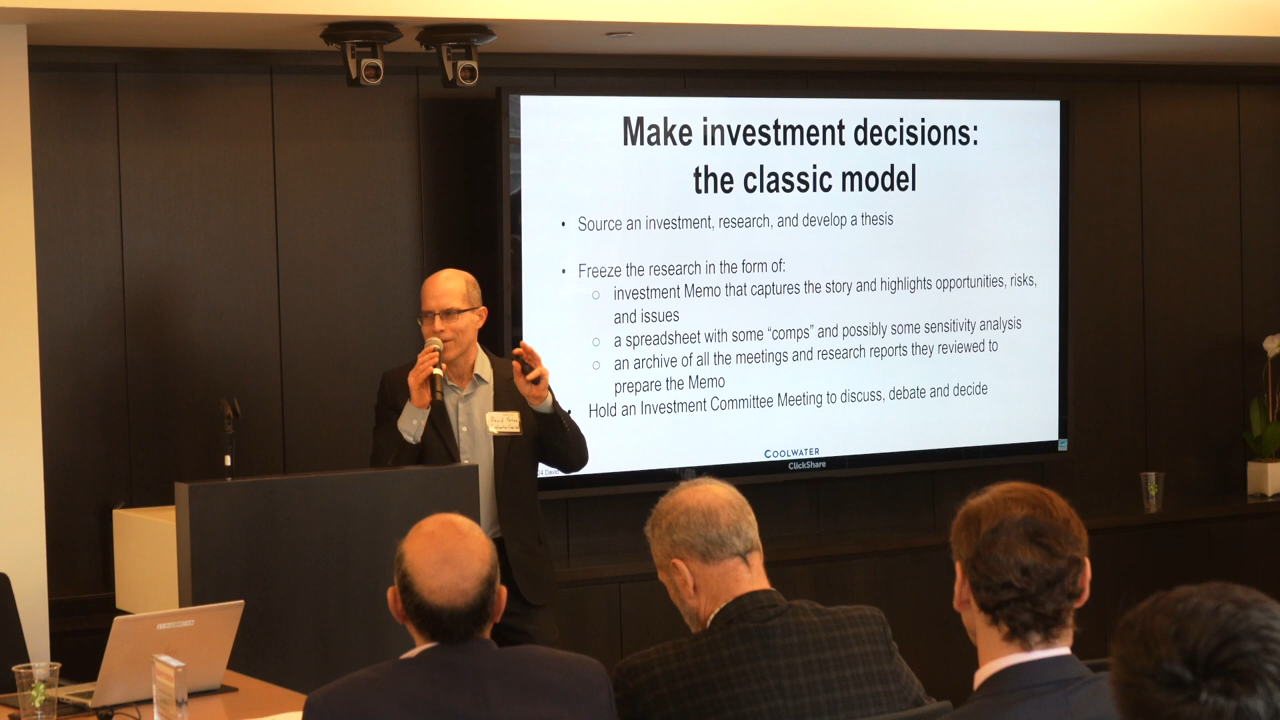 Make investment decisions:
the classic model
• Source an investment, research, and develop a thesis
• Freeze the research in the form of:
○ investment Memo that captures the story and highlights opportunities, risks,
and issues
○ a spreadsheet with some “comps” and possibly some sensitivity analysis
○ an archive of all the meetings and research reports they reviewed to
prepare the Memo
Hold an Investment Committee Meeting to discuss, debate and decide
COOLWATER
ClickShare
David